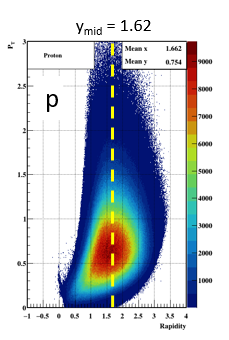 y_mid = 1.62
P_T
Proton
Mean x 1.662
Mean y 0.754
p
3
2.5
2
1.5
1
0.5
0
−1 −0.5 0 0.5 1 1.5 2 2.5 3 3.5 4
Rapidity
9000
8000
7000
6000
5000
4000
3000
2000
1000